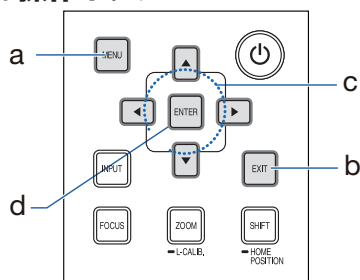 a
MENU
c
ENTER
d
INPUT
EXIT
b
FOCUS
ZOOM
SHIFT
L-CALIB.
HOME
POSITION